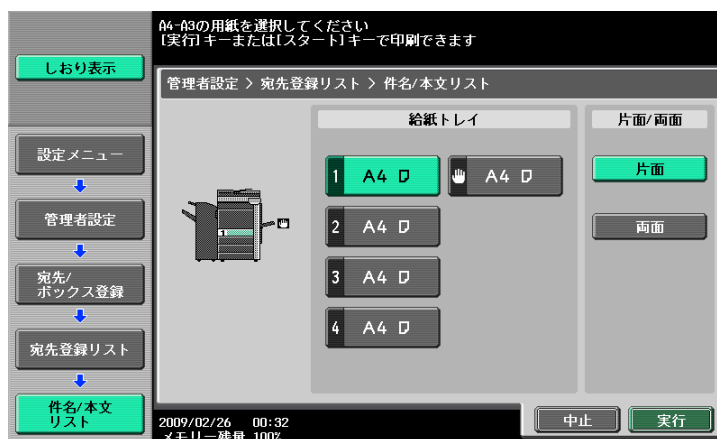 A4-A3の用紙を選択してください
[実行]キーまたは[スタート]キーで印刷できます
しおり表示
管理者設定 > 宛先登録リスト > 件名/本文リスト
給紙トレイ
片面/両面
設定メニュー
管理者設定
宛先/
ボックス登録
宛先登録リスト
件名/本文
リスト
1 A4
A4
2 A4
3 A4
4 A4
1
片面
両面
2009/02/26 00:32
メモリー残量 100%
中止
実行